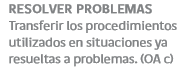 RESOLVER PROBLEMAS
Transferir los procedimientos
utilizados en situaciones ya
resueltas a problemas. (OA c)